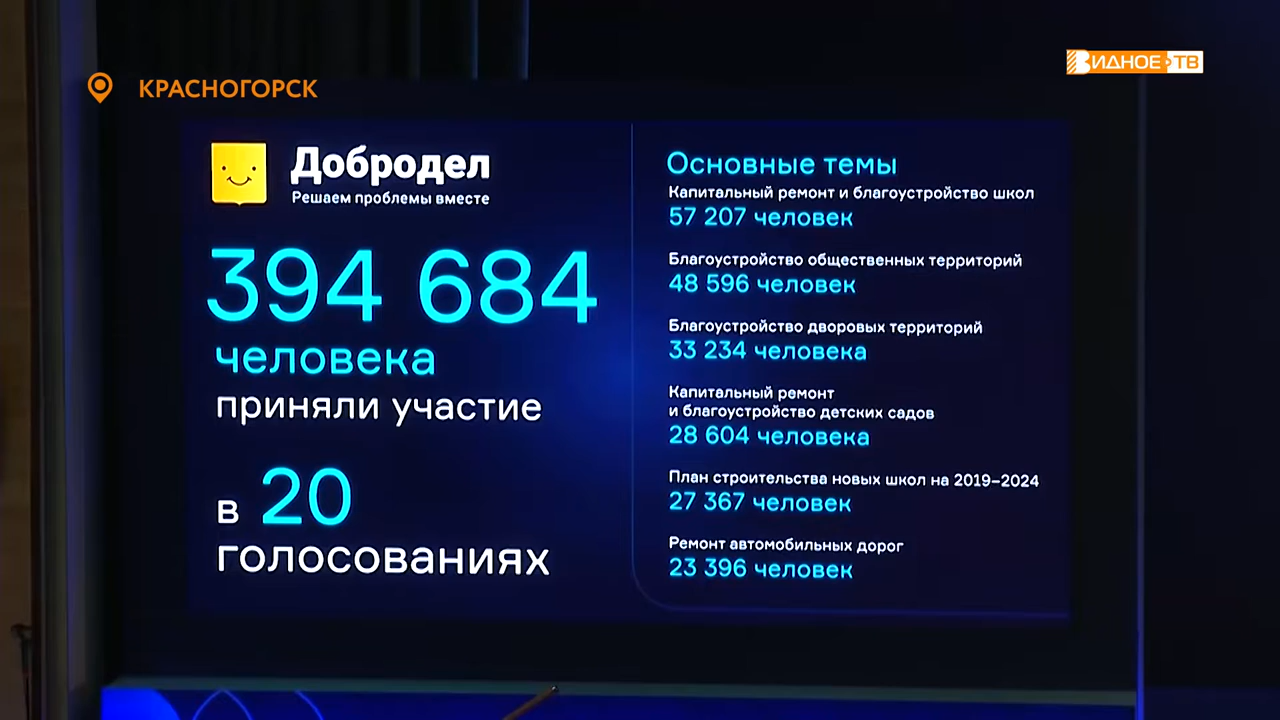 КРАСНОГОРСК
ВИДНОЕ ТВ
Добродел
Решаем проблемы вместе
394 684
человека
приняли участие
в 20
голосованиях
Основные темы
Капитальный ремонт и благоустройство школ
57 207 человек
Благоустройство общественных территорий
48 596 человек
Благоустройство дворовых территорий
33 234 человека
Капитальный ремонт
и благоустройство детских садов
28 604 человека
План строительства новых школ на 2019–2024
27 367 человек
Ремонт автомобильных дорог
23 396 человек